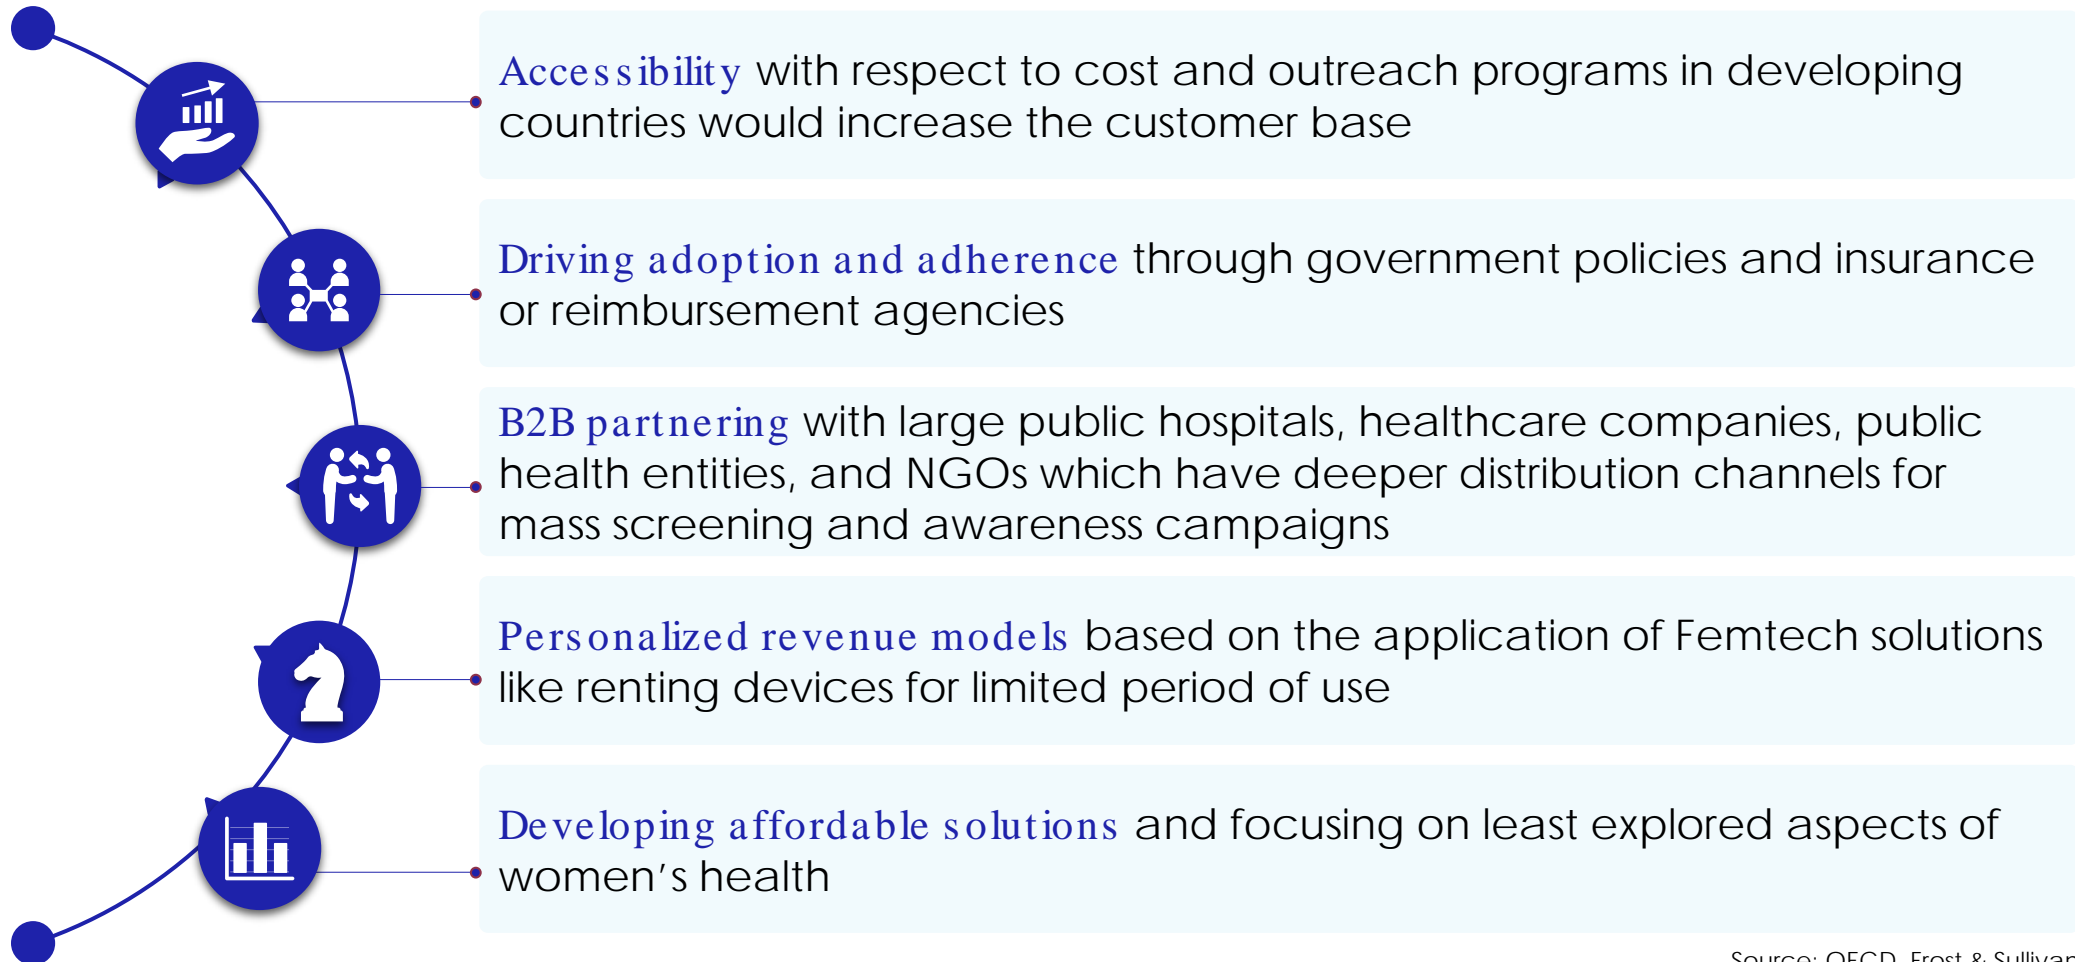 Accessibility with respect to cost and outreach programs in developing
countries would increase the customer base
Driving adoption and adherence through government policies and insurance
or reimbursement agencies
B2B partnering with large public hospitals, healthcare companies, public
health entities, and NGOs which have deeper distribution channels for
mass screening and awareness campaigns
Personalized revenue models based on the application of Femtech solutions
like renting devices for limited period of use
Developing affordable solutions and focusing on least explored aspects of
women’s health
Source: OECD, Frost & Sullivan